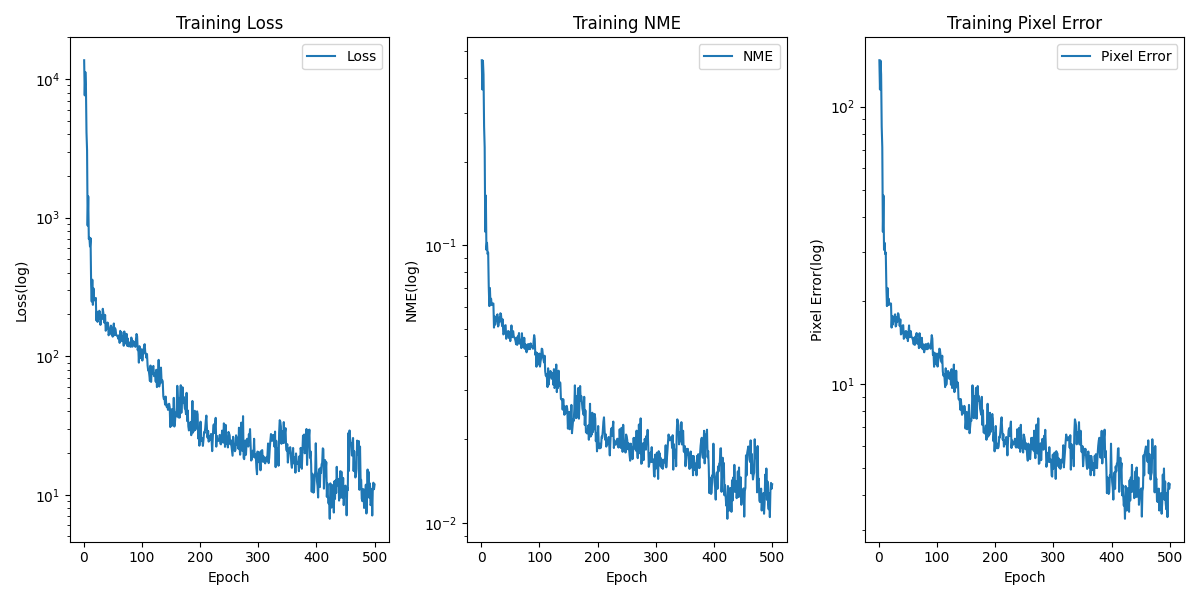 Training Loss
Loss
Loss(log)
10⁴
10³
10²
10¹
0 100 200 300 400 500
Epoch
Training NME
NME
NME(log)
10⁻¹
10⁻²
0 100 200 300 400 500
Epoch
Training Pixel Error
Pixel Error
Pixel Error(log)
10²
10¹
0 100 200 300 400 500
Epoch